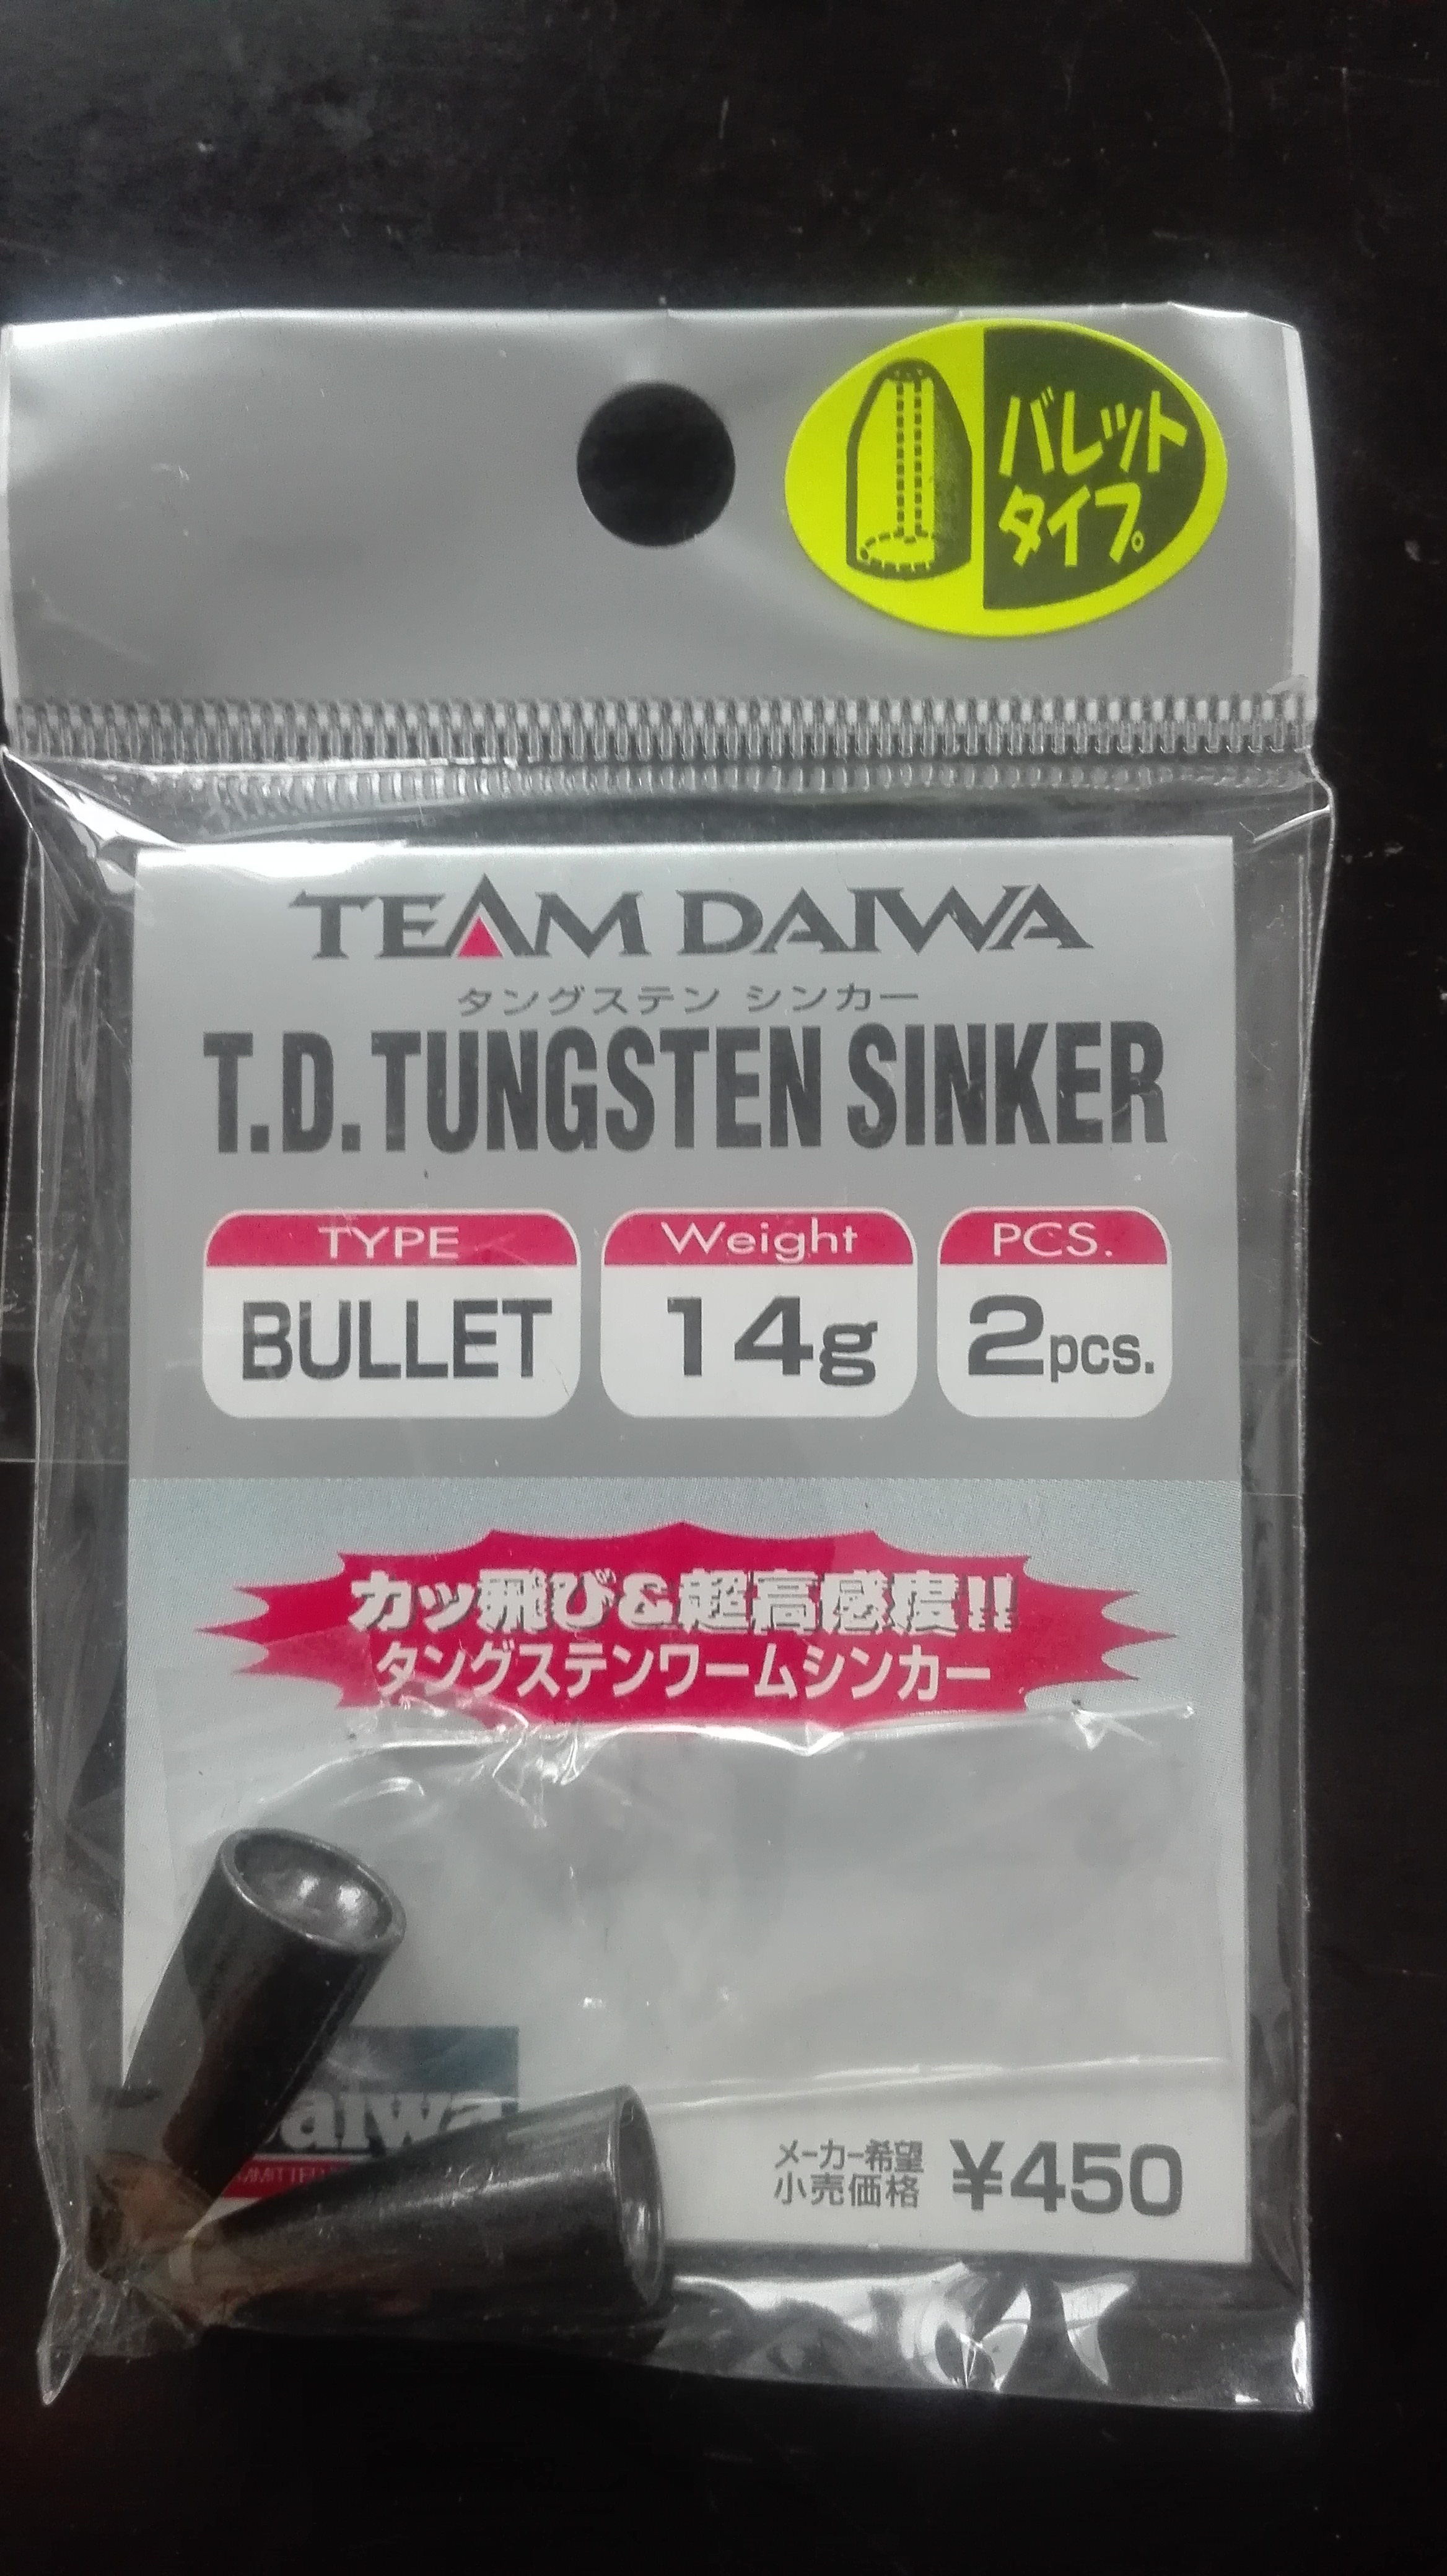 バレット
タイプ。
TEAM DAIWA
タングステン シンカー
T.D.TUNGSTEN SINKER
TYPE
BULLET
Weight
14g
PCS.
2pcs.
カッ飛び&超高感度!!
タングステンワームシンカー
メーカー希望
小売価格
¥450